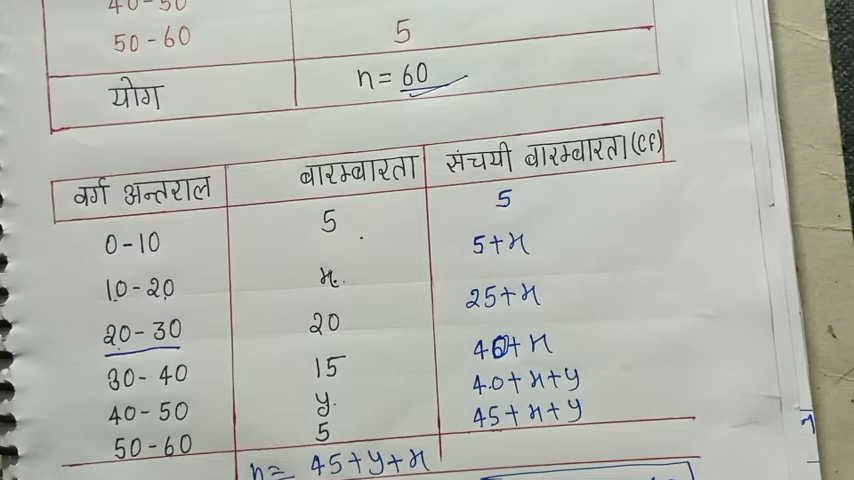 40-50
50-60 5
योग n=60
वर्ग अन्तराल बारम्बारता संचयी बारम्बारता(CF)
0-10 5 5
10-20 x 5+x
20-30 20 25+x
30-40 15 40+x
40-50 y 40+x+y
50-60 5 45+x+y
n= 45+y+x